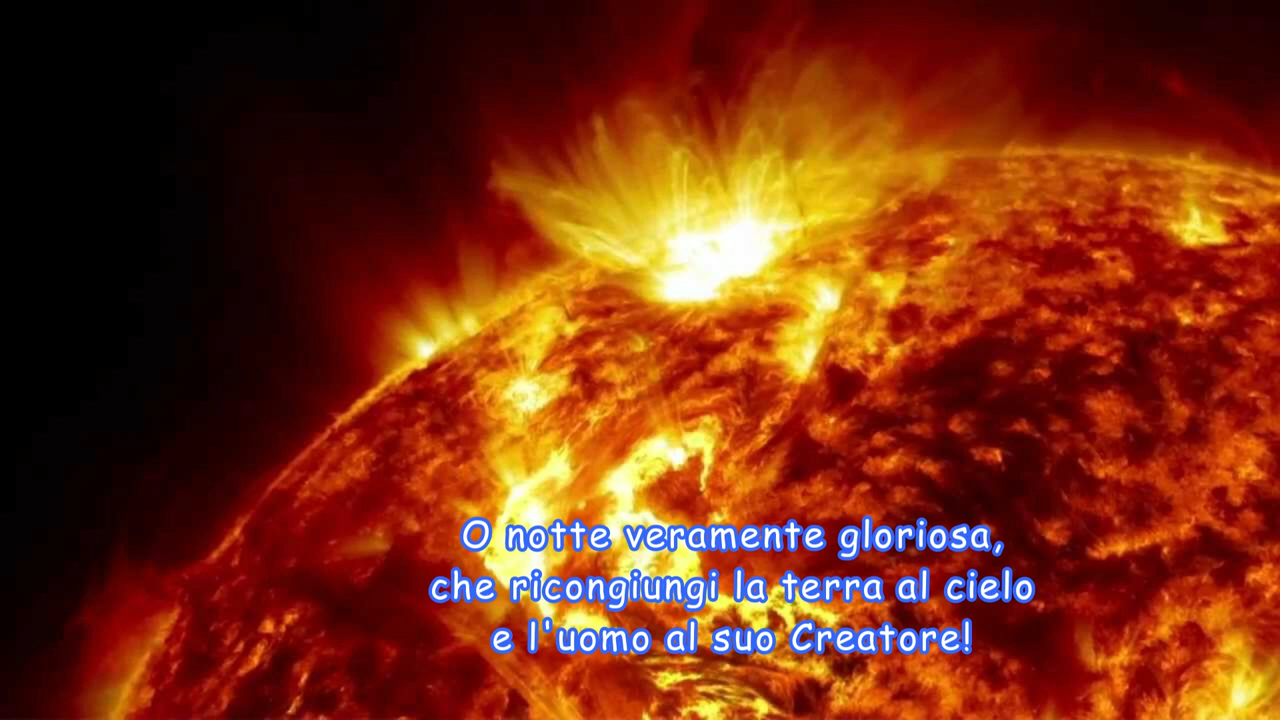 O notte veramente gloriosa,
che ricongiungi la terra al cielo
e l'uomo al suo Creatore!